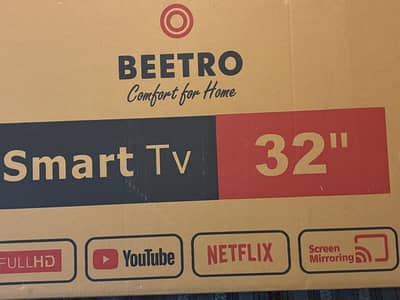 BEETRO
Comfort for Home
Smart Tv 32"
FULLHD YouTube NETFLIX Screen Mirroring